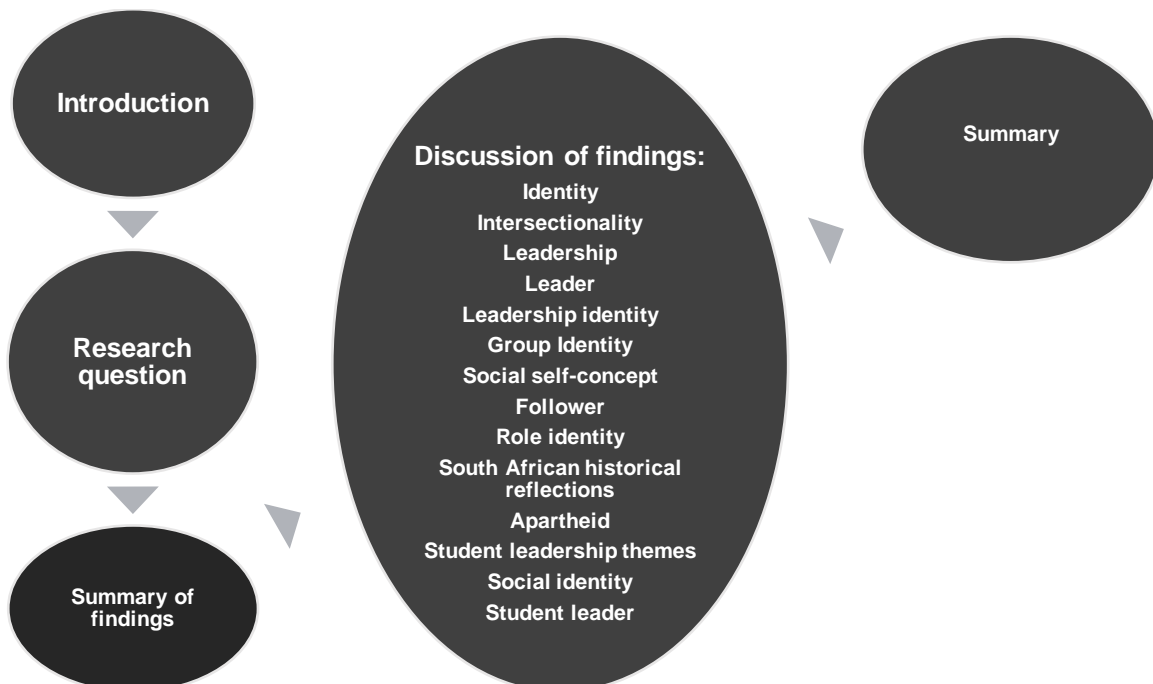 Introduction
Research
question
Summary of
findings
Discussion of findings:
Identity
Intersectionality
Leadership
Leader
Leadership identity
Group Identity
Social self-concept
Follower
Role identity
South African historical
reflections
Apartheid
Student leadership themes
Social identity
Student leader
Summary